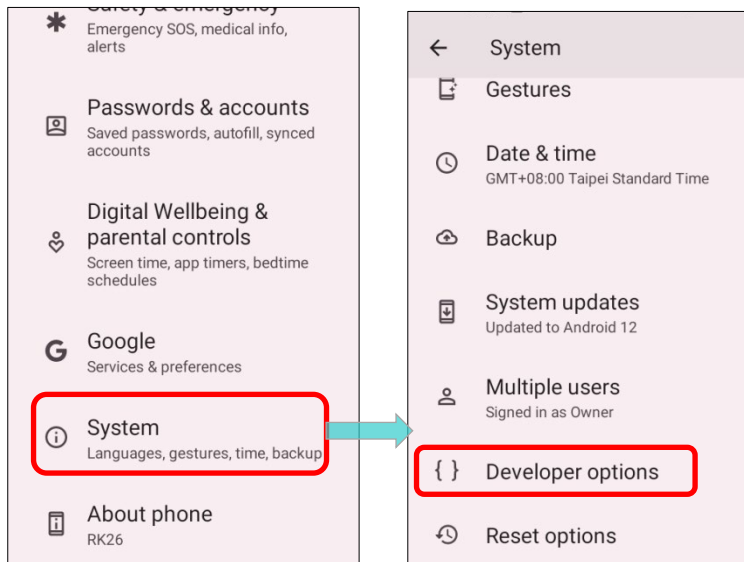 Safety & emergency
Emergency SOS, medical info,
alerts
Passwords & accounts
Saved passwords, autofill, synced
accounts
Digital Wellbeing &
parental controls
Screen time, app timers, bedtime
schedules
Google
Services & preferences
System
Languages, gestures, time, backup
About phone
RK26
System
Gestures
Date & time
GMT+08:00 Taipei Standard Time
Backup
System updates
Updated to Android 12
Multiple users
Signed in as Owner
{ } Developer options
Reset options